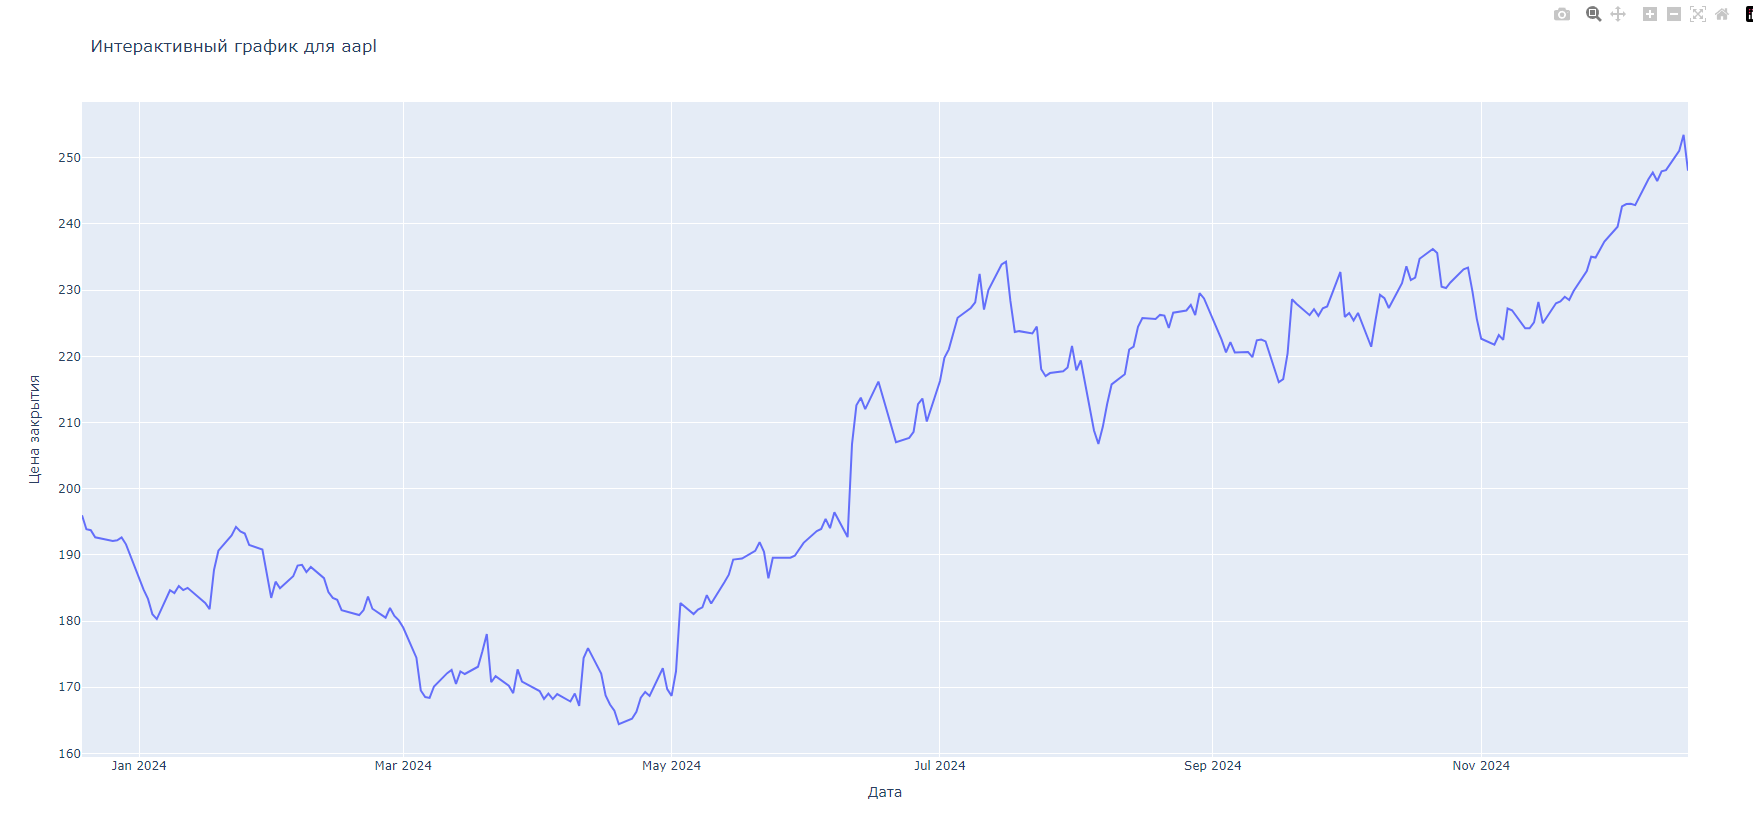 Интерактивный график для aapl
250
240
230
220
210
200
190
180
170
160
Цена закрытия
Jan 2024
Mar 2024
May 2024
Jul 2024
Sep 2024
Nov 2024
Дата